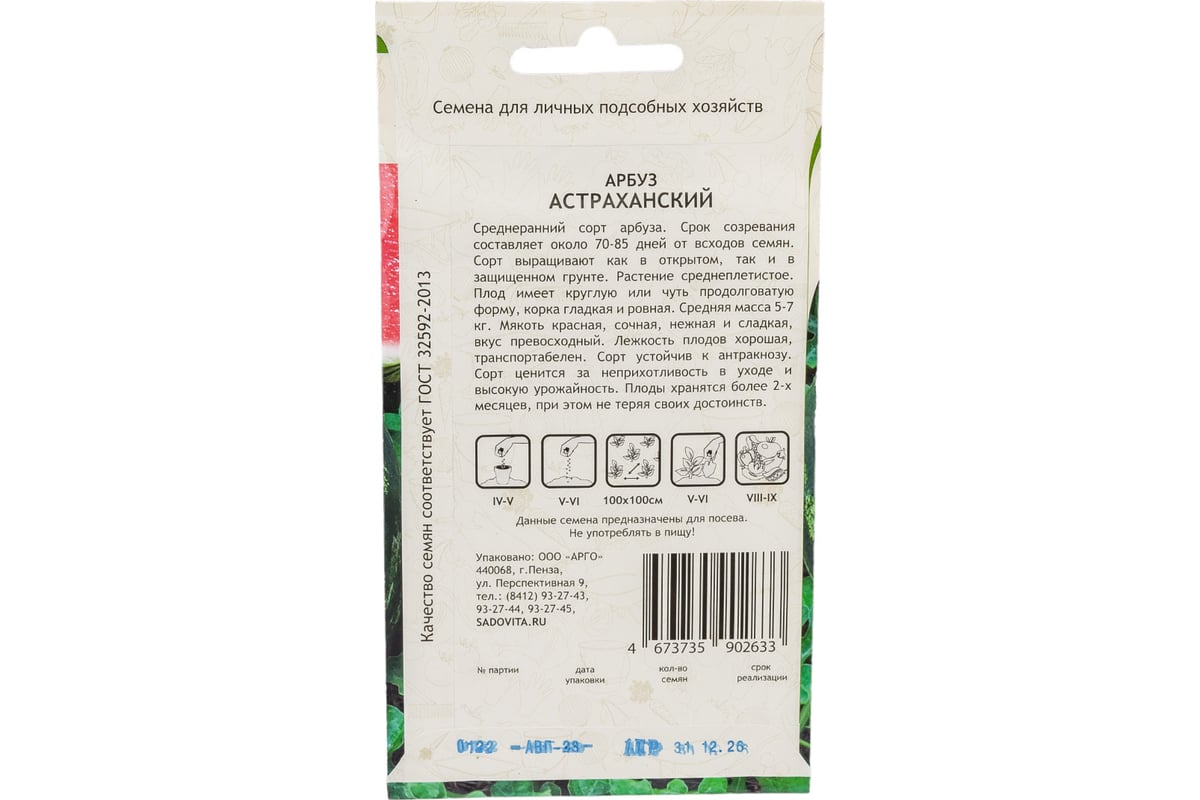 Семена для личных подсобных хозяйств
АРБУЗ
АСТРАХАНСКИЙ
Среднеранний сорт арбуза. Срок созревания
составляет около 70-85 дней от всходов семян.
Сорт выращивают как в открытом, так и в
защищенном грунте. Растение среднеплетистое.
Плод имеет круглую или чуть продолговатую
форму, корка гладкая и ровная. Средняя масса 5-7
кг. Мякоть красная, сочная, нежная и сладкая,
вкус превосходный. Лежкость плодов хорошая,
транспортабелен. Сорт устойчив к антракнозу.
Сорт ценится за неприхотливость в уходе и
высокую урожайность. Плоды хранятся более 2-х
месяцев, при этом не теряя своих достоинств.
Качество семян соответствует ГОСТ 32592-2013
IV-V V-VI 100х100см V-VI VIII-IX
Данные семена предназначены для посева.
Не употреблять в пищу!
Упаковано: ООО «АРГО»
440068, г.Пенза,
ул. Перспективная 9,
тел.: (8412) 93-27-43,
93-27-44, 93-27-45,
SADOVITA.RU
4 673735 902633
№ партии
дата
упаковки
кол-во
семян
срок
реализации
31 12.26